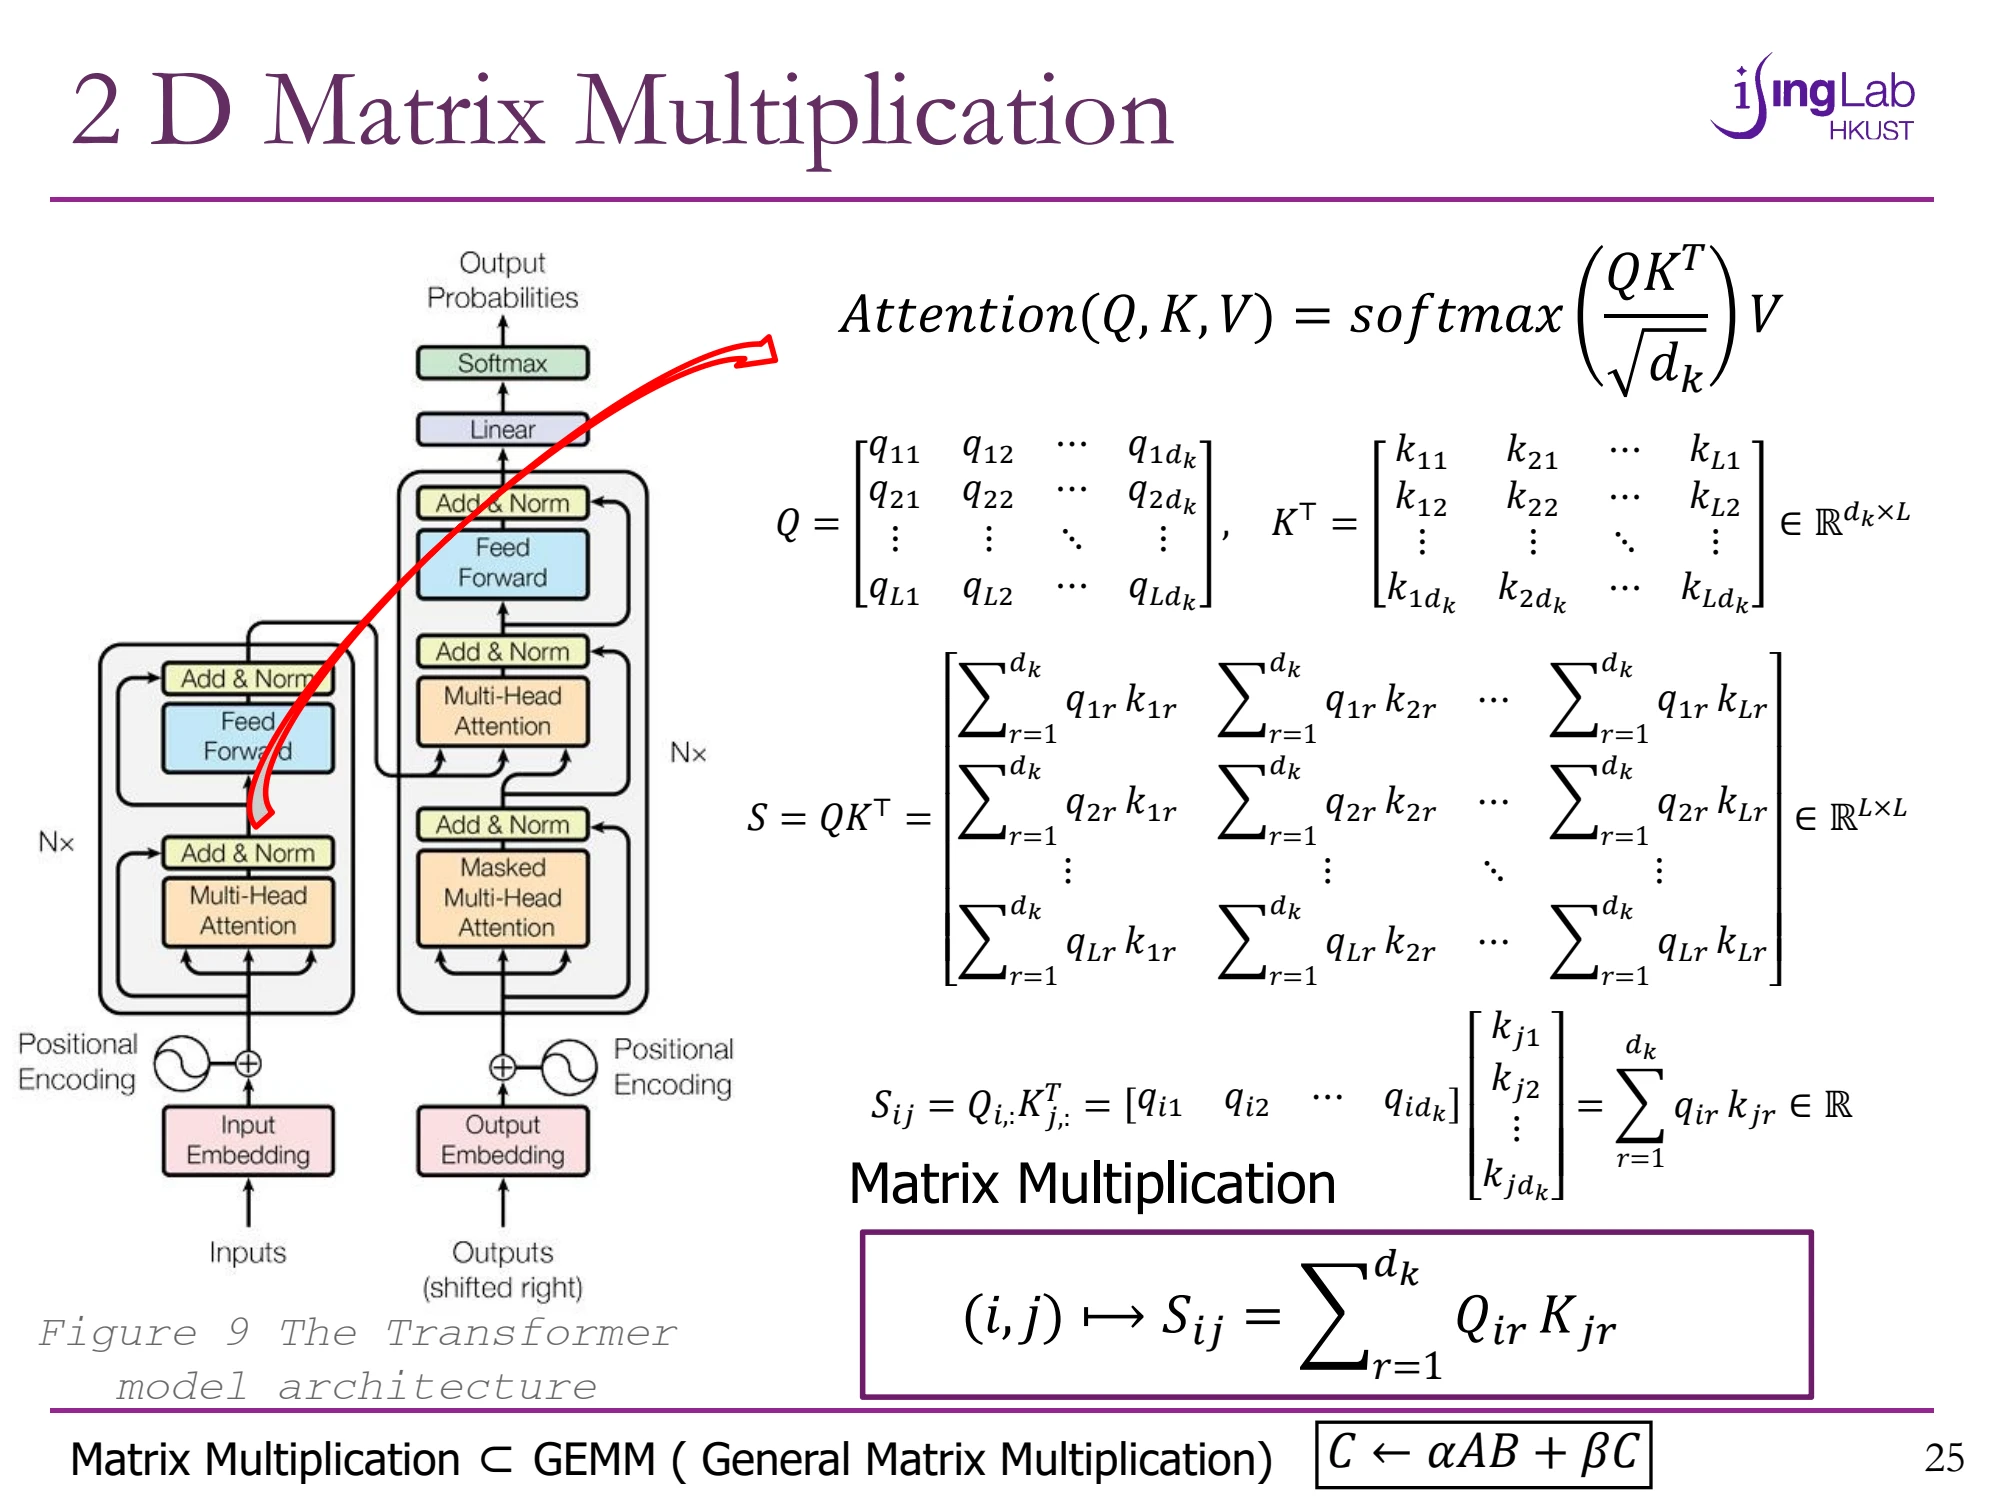 2 D Matrix Multiplication
iSingLab
HKUST
Output
Probabilities
Softmax
Linear
Add & Norm
Feed
Forward
Add & Norm
Multi-Head
Attention
N×
Add & Norm
Masked
Multi-Head
Attention
Add & Norm
Feed
Forward
N×
Add & Norm
Multi-Head
Attention
Positional
Encoding
Positional
Encoding
Input
Embedding
Output
Embedding
Inputs
Outputs
(shifted right)
Figure 9 The Transformer
model architecture
Attention(Q, K, V) = softmax(QK^T / √d_k) V
Q = [q_11 q_12 ⋯ q_1d_k
q_21 q_22 ⋯ q_2d_k
⋮ ⋮ ⋱ ⋮
q_L1 q_L2 ⋯ q_Ld_k],
K^⊤ = [k_11 k_21 ⋯ k_L1
k_12 k_22 ⋯ k_L2
⋮ ⋮ ⋱ ⋮
k_1d_k k_2d_k ⋯ k_Ld_k] ∈ ℝ^{d_k×L}
S = QK^⊤ = [∑_{r=1}^{d_k} q_1r k_1r ∑_{r=1}^{d_k} q_1r k_2r ⋯ ∑_{r=1}^{d_k} q_1r k_Lr
∑_{r=1}^{d_k} q_2r k_1r ∑_{r=1}^{d_k} q_2r k_2r ⋯ ∑_{r=1}^{d_k} q_2r k_Lr
⋮ ⋮ ⋱ ⋮
∑_{r=1}^{d_k} q_Lr k_1r ∑_{r=1}^{d_k} q_Lr k_2r ⋯ ∑_{r=1}^{d_k} q_Lr k_Lr] ∈ ℝ^{L×L}
S_ij = Q_{i,:} K_{j,:}^T = [q_i1 q_i2 ⋯ q_id_k] [k_j1 k_j2 ⋮ k_jd_k] = ∑_{r=1}^{d_k} q_ir k_jr ∈ ℝ
Matrix Multiplication
(i, j) ⟼ S_ij = ∑_{r=1}^{d_k} Q_ir K_jr
Matrix Multiplication ⊂ GEMM ( General Matrix Multiplication) C ← αAB + βC
25